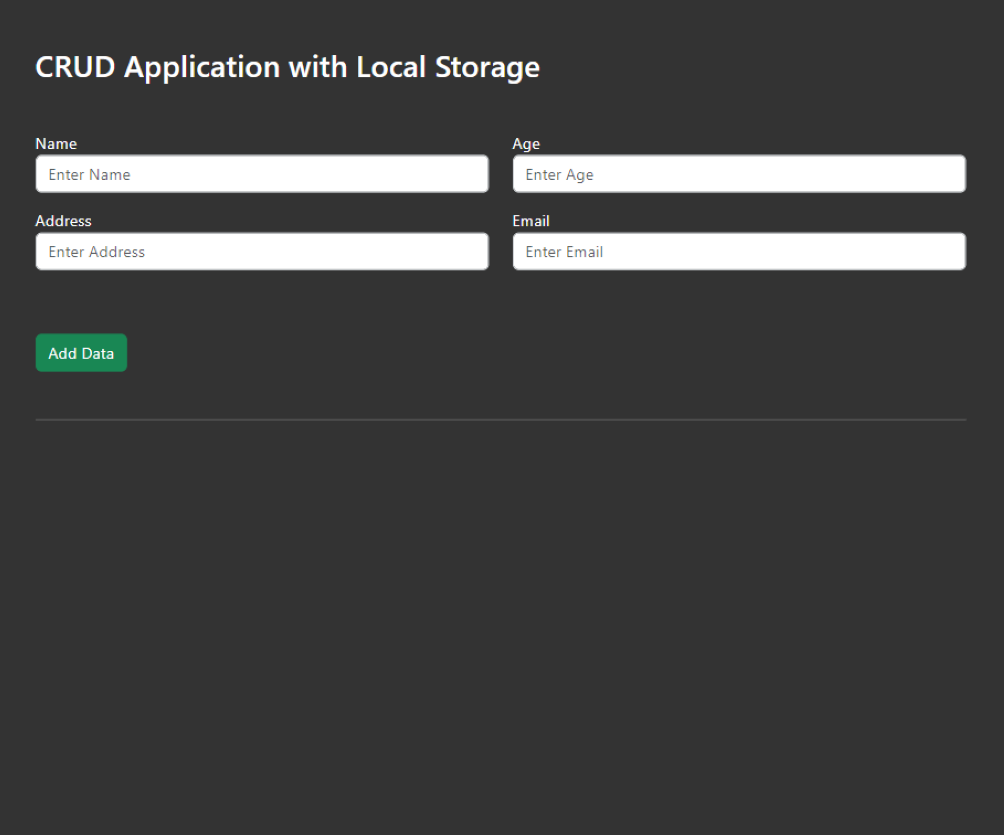 CRUD Application with Local Storage
Name
Age
Enter Name
Enter Age
Address
Email
Enter Address
Enter Email
Add Data